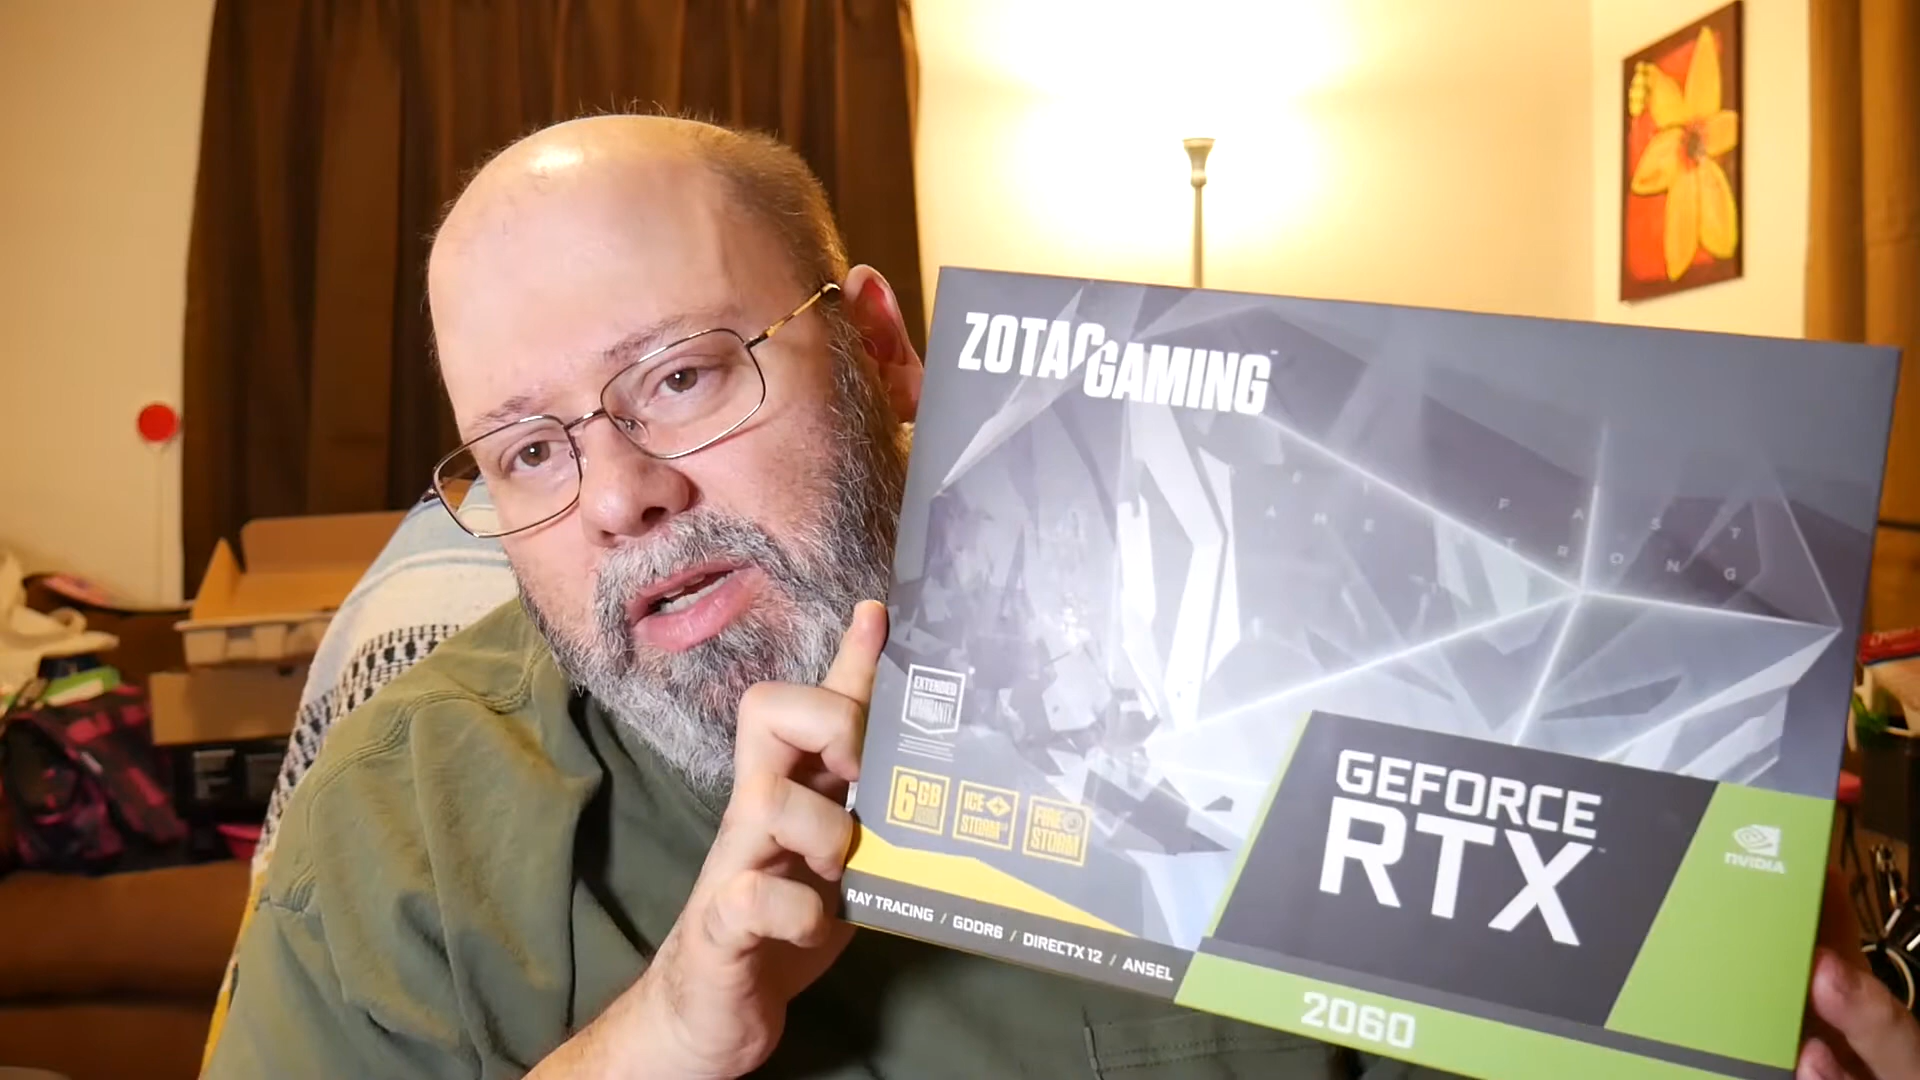 ZOTAC GAMING
FAST
STRONG
EXTENDED
WARRANTY
6GB
ICE
STORM
FIRE
STORM
GEFORCE
RTX
NVIDIA
RAY TRACING / GDDR6 / DIRECTX 12 / ANSEL
2060